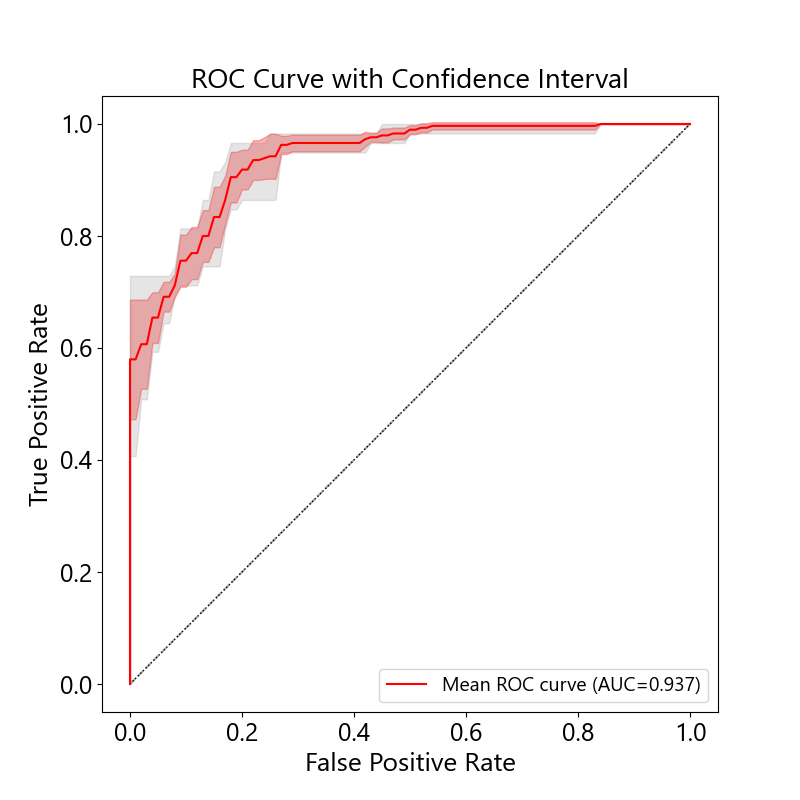 ROC Curve with Confidence Interval
1.0
0.8
0.6
0.4
0.2
0.0
True Positive Rate
Mean ROC curve (AUC=0.937)
0.0 0.2 0.4 0.6 0.8 1.0
False Positive Rate